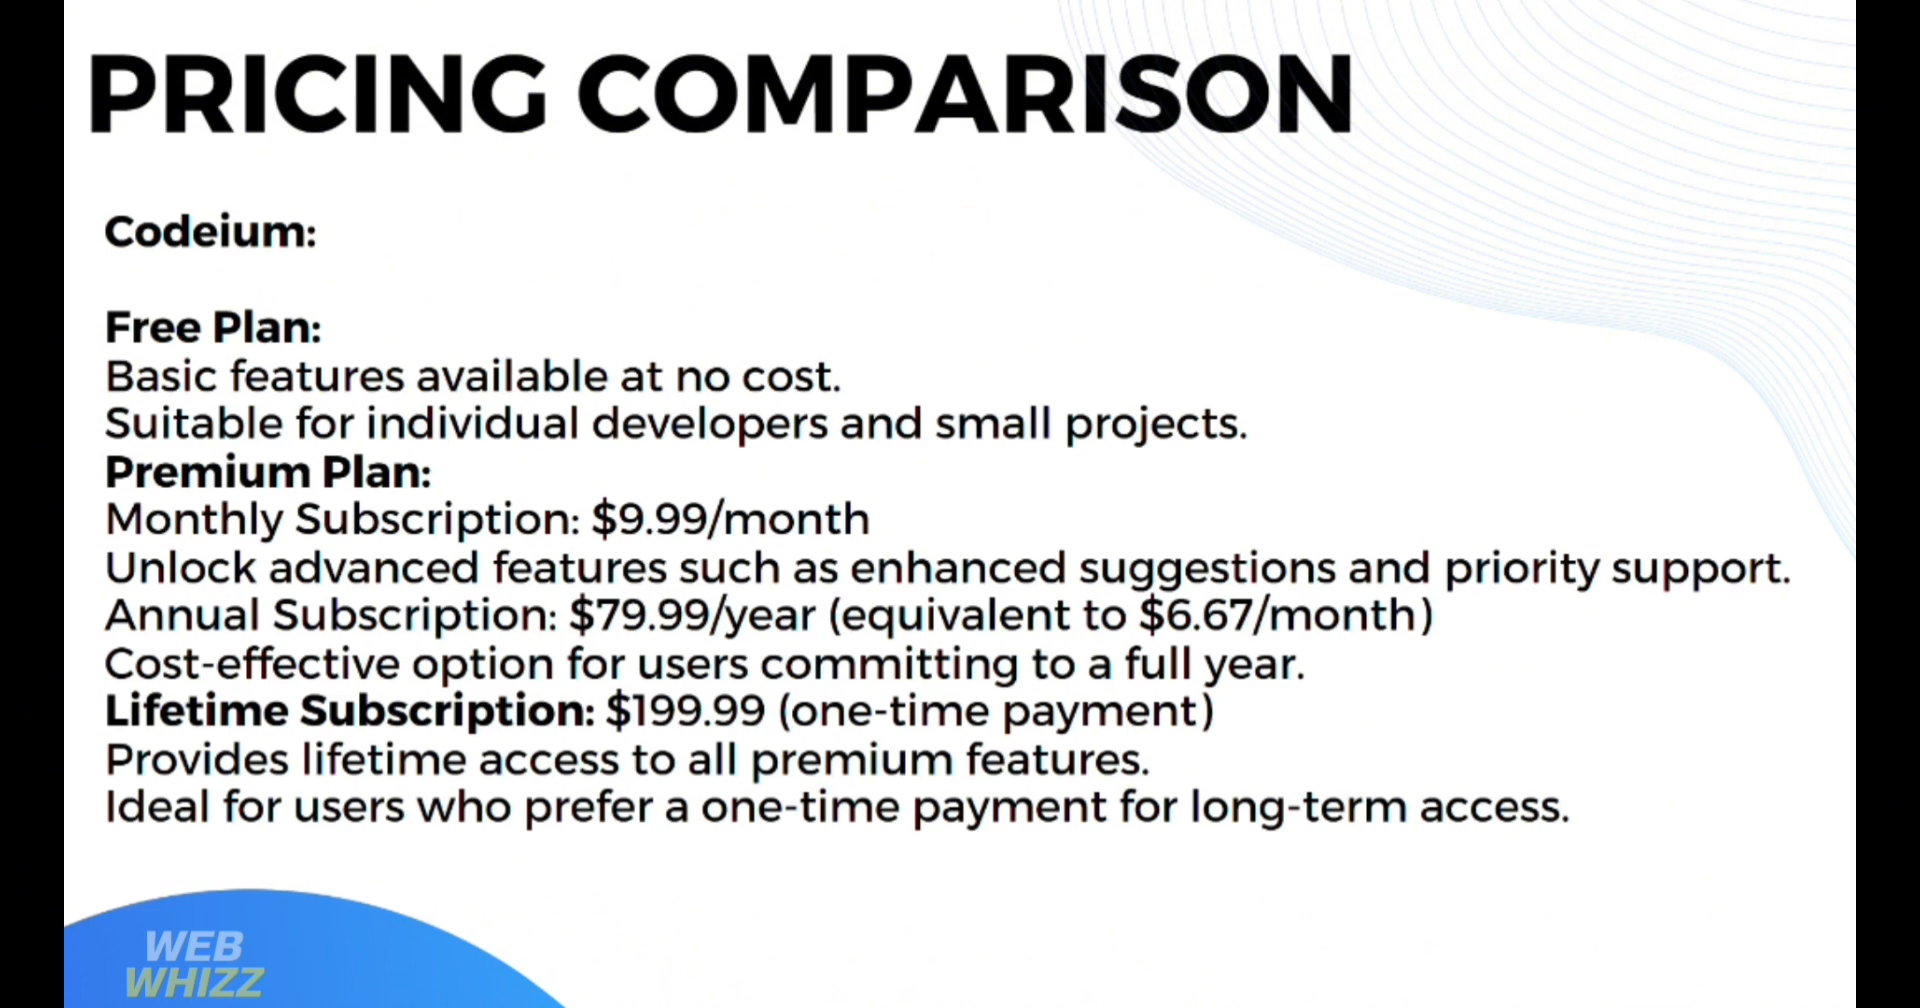 PRICING COMPARISON
Codeium:
Free Plan:
Basic features available at no cost.
Suitable for individual developers and small projects.
Premium Plan:
Monthly Subscription: $9.99/month
Unlock advanced features such as enhanced suggestions and priority support.
Annual Subscription: $79.99/year (equivalent to $6.67/month)
Cost-effective option for users committing to a full year.
Lifetime Subscription: $199.99 (one-time payment)
Provides lifetime access to all premium features.
Ideal for users who prefer a one-time payment for long-term access.
WEB
WHIZZ